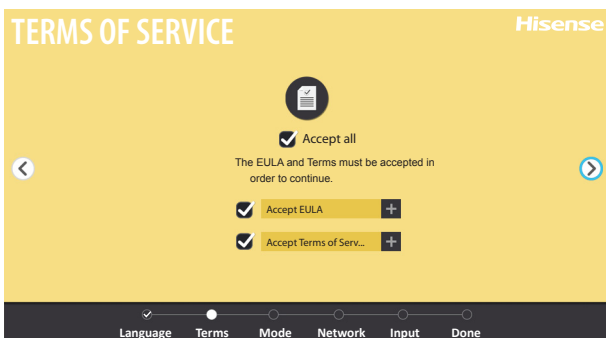 TERMS OF SERVICE
Hisense
Accept all
The EULA and Terms must be accepted in
order to continue.
Accept EULA
Accept Terms of Serv...
Language Terms Mode Network Input Done